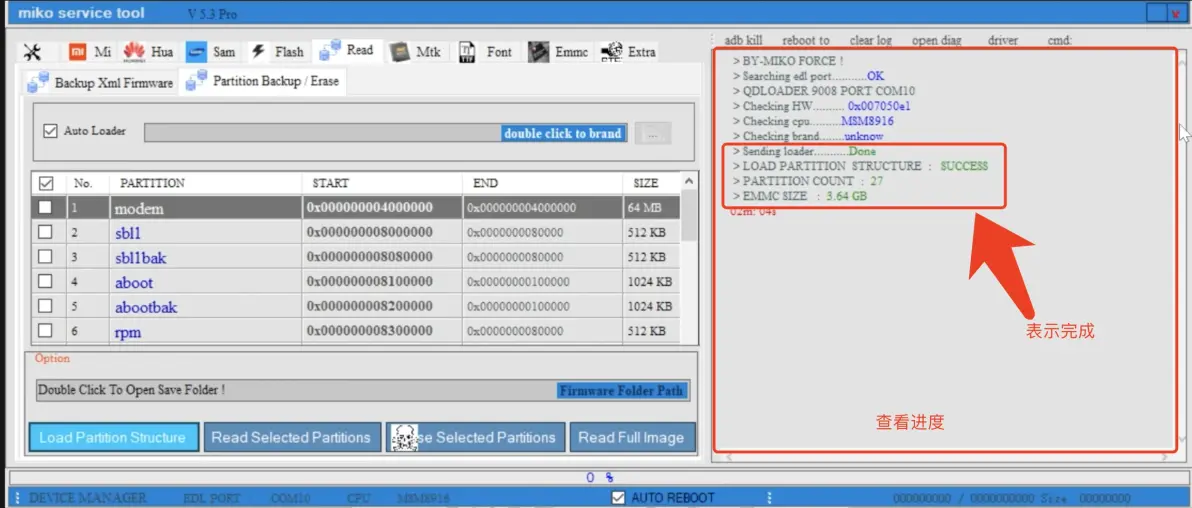 miko service tool V 5.3 Pro
Mi Hua Sam Flash Read Mtk Font Emmc Extra
Backup Xml Firmware Partition Backup / Erase
Auto Loader double click to brand ...
No. PARTITION START END SIZE
1 modem 0x000000004000000 0x000000004000000 64 MB
2 sbl1 0x000000008000000 0x0000000080000 512 KB
3 sbl1bak 0x000000008080000 0x0000000080000 512 KB
4 aboot 0x000000008100000 0x0000000100000 1024 KB
5 abootbak 0x000000008200000 0x0000000100000 1024 KB
6 rpm 0x000000008300000 0x0000000080000 512 KB
Option
Double Click To Open Save Folder ! Firmware Folder Path
Load Partition Structure Read Selected Partitions se Selected Partitions Read Full Image
adb kill reboot to clear log open diag driver cmd:
> BY-MIKO FORCE !
> Searching edl port...........OK
> QDLOADER 9008 PORT COM10
> Checking HW.......... 0x007050e1
> Checking cpu.........MSM8916
> Checking brand........unknow
> Sending loader...........Done
> LOAD PARTITION STRUCTURE : SUCCESS
> PARTITION COUNT : 27
> EMMC SIZE : 3.64 GB
02m: 04s
表示完成
查看进度
0 %
DEVICE MANAGER EDL PORT COM10 CPU MSM8916 AUTO REBOOT 000000000 / 0000000000 Size 00000000